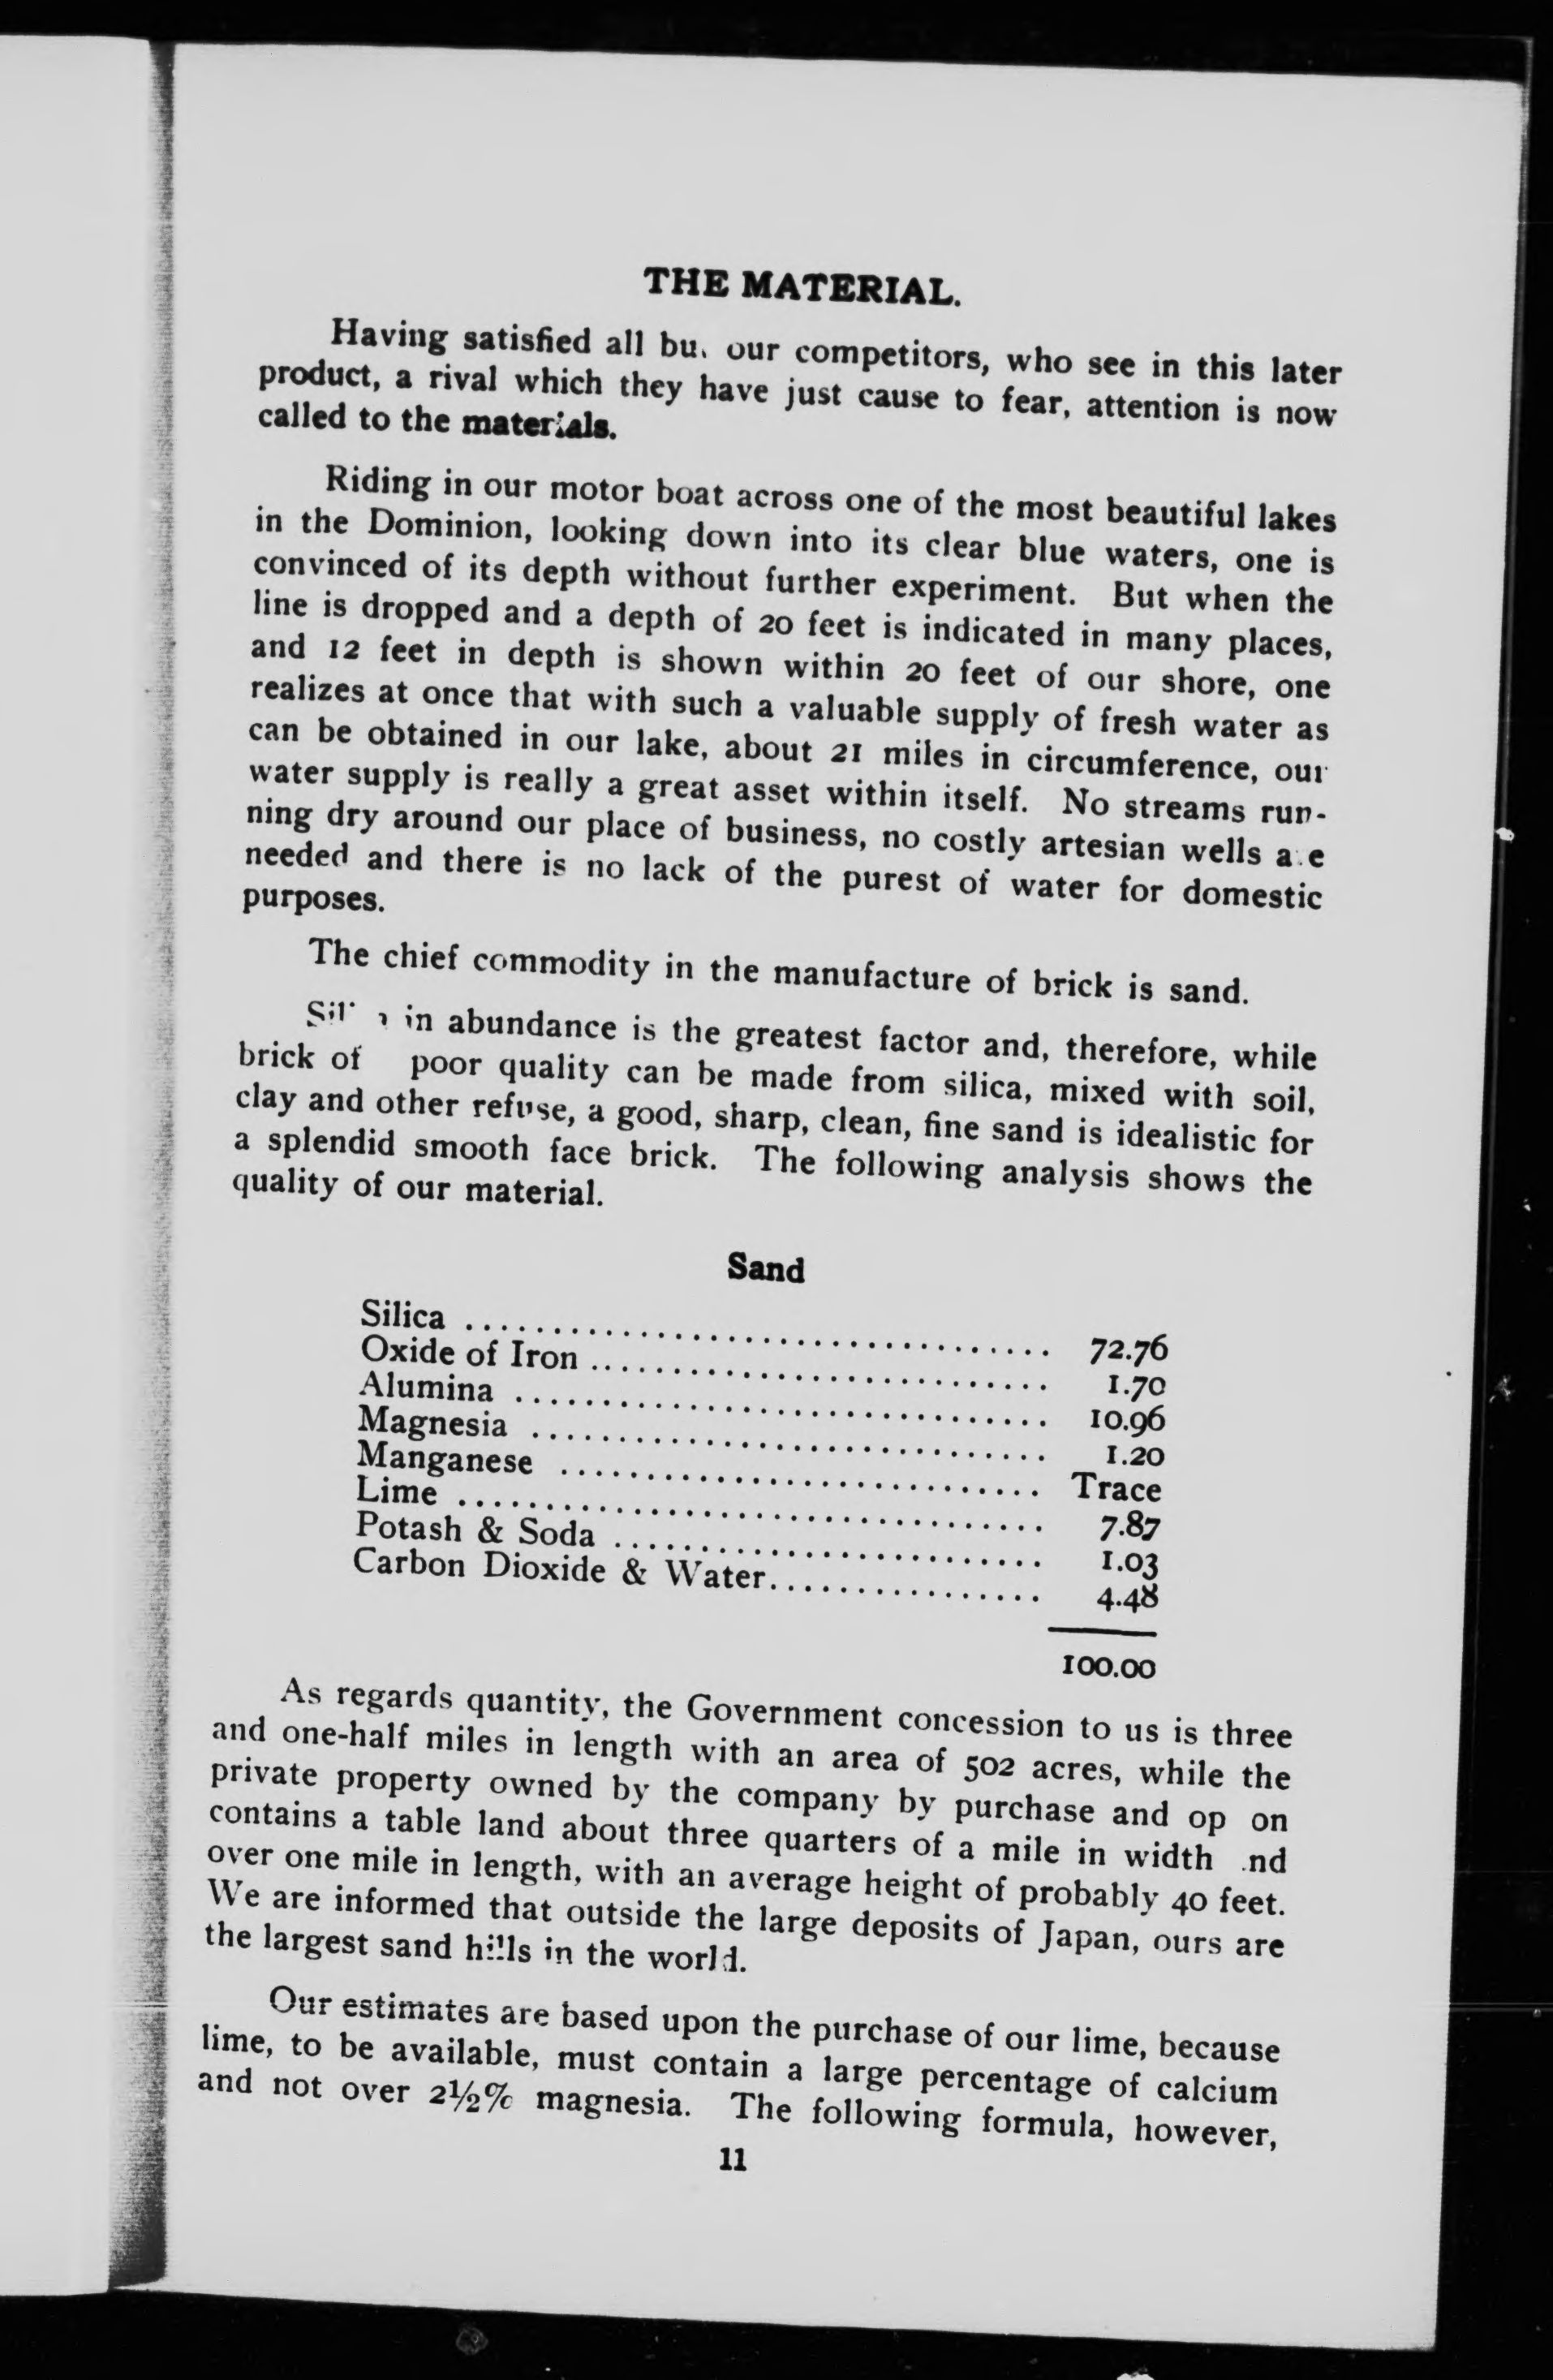 THE MATERIAL.
Having satisfied all bu. our competitors, who see in this later
product, a rival which they have just cause to fear, attention is now
called to the materials.
Riding in our motor boat across one of the most beautiful lakes
in the Dominion, looking down into its clear blue waters, one is
convinced of its depth without further experiment. But when the
line is dropped and a depth of 20 feet is indicated in many places,
and 12 feet in depth is shown within 20 feet of our shore, one
realizes at once that with such a valuable supply of fresh water as
can be obtained in our lake, about 21 miles in circumference, our
water supply is really a great asset within itself. No streams run-
ning dry around our place of business, no costly artesian wells a.e
needed and there is no lack of the purest of water for domestic
purposes.
The chief commodity in the manufacture of brick is sand.
in abundance is the greatest factor and, therefore, while
brick of poor quality can be made from silica, mixed with soil,
clay and other refuse, a good, sharp, clean, fine sand is idealistic for
a splendid smooth face brick. The following analysis shows the
quality of our material.
Sand
Silica ........ 72.76
Oxide of Iron ........ 1.70
Alumina ........ 10.96
Magnesia ........ 1.20
Manganese ........ Trace
Lime ........ 7.87
Potash & Soda ........ 1.03
Carbon Dioxide & Water........ 4.48
100.00
As regards quantity, the Government concession to us is three
and one-half miles in length with an area of 502 acres, while the
private property owned by the company by purchase and op on
contains a table land about three quarters of a mile in width .nd
over one mile in length, with an average height of probably 40 feet.
We are informed that outside the large deposits of Japan, ours are
the largest sand hills in the world.
Our estimates are based upon the purchase of our lime, because
lime, to be available, must contain a large percentage of calcium
and not over 2½% magnesia. The following formula, however,
11